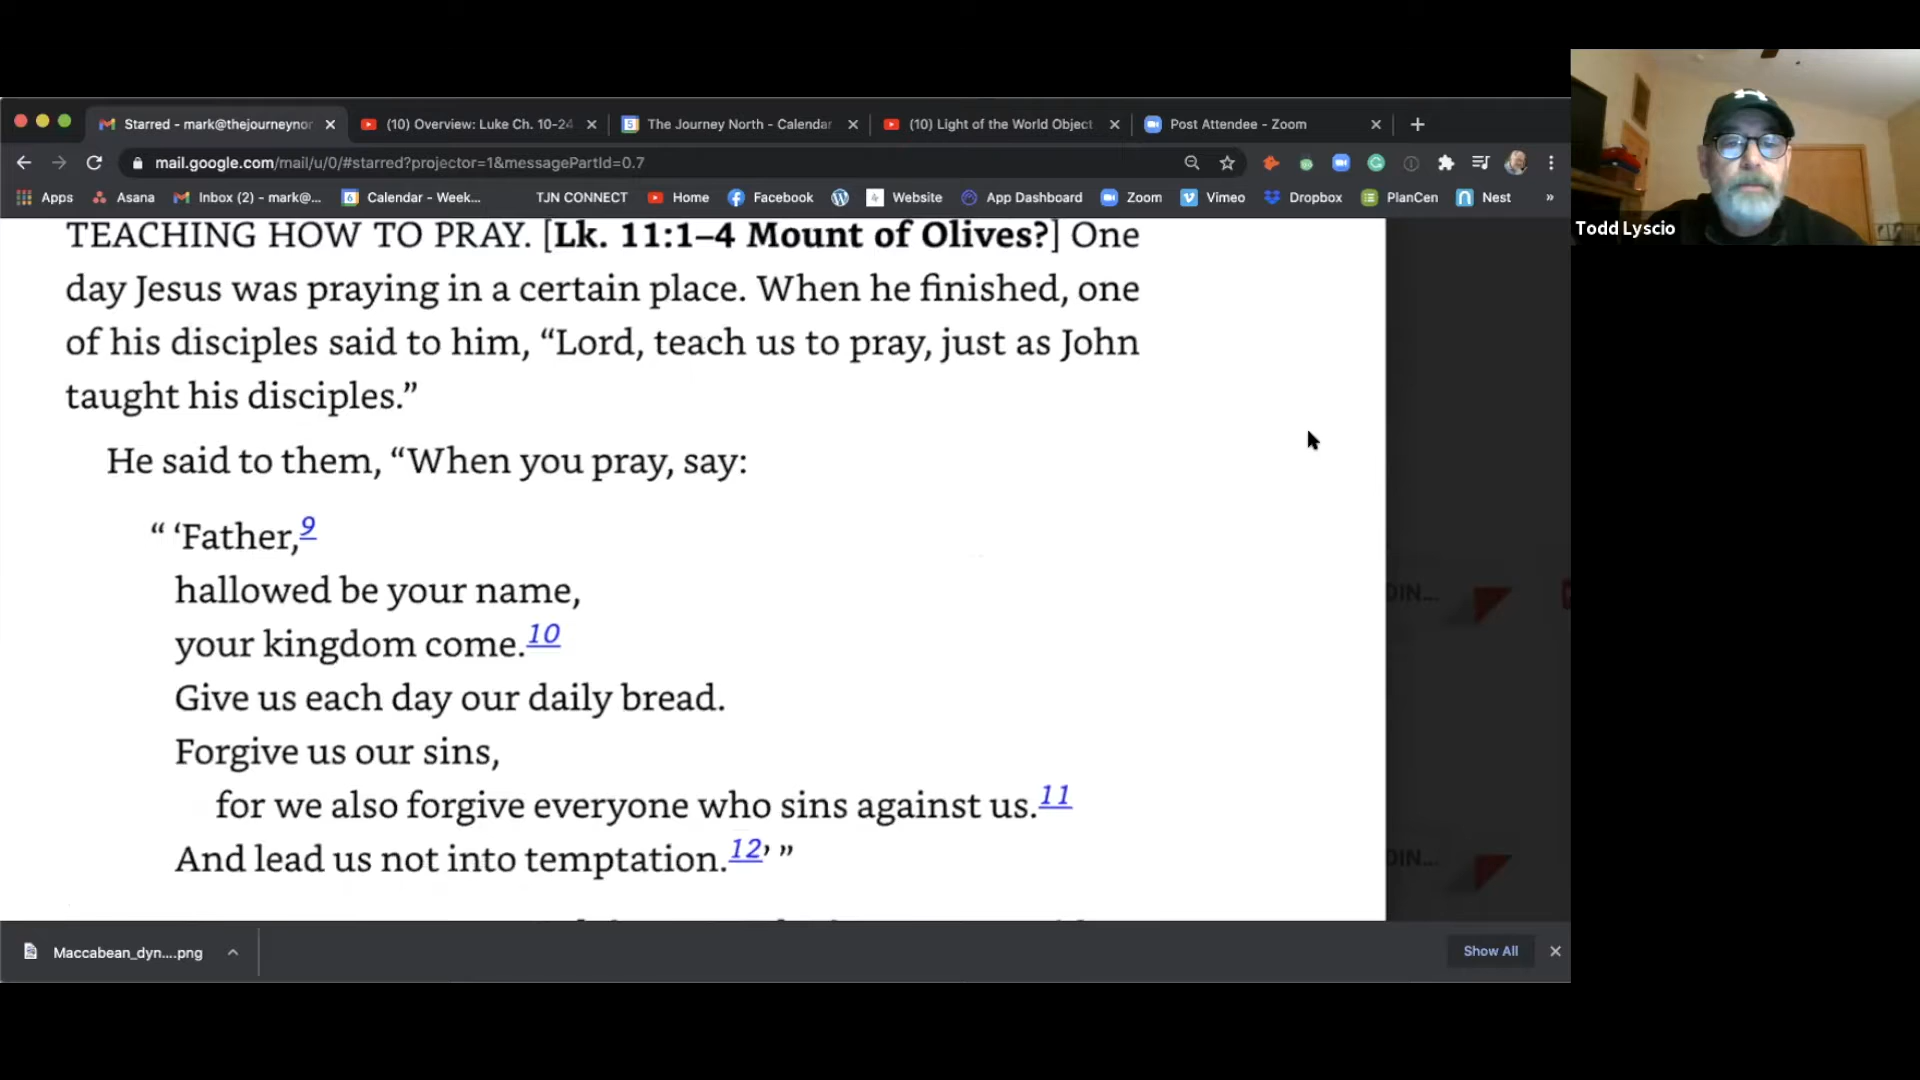 Starred - mark@thejourneynor
(10) Overview: Luke Ch. 10-24
The Journey North - Calendar
(10) Light of the World Object
Post Attendee - Zoom
mail.google.com/mail/u/0/#starred?projector=1&messagePartId=0.7
Apps
Asana
Inbox (2) - mark@...
Calendar - Week...
TJN CONNECT
Home
Facebook
Website
App Dashboard
Zoom
Vimeo
Dropbox
PlanCen
Nest
»
Todd Lyscio
TEACHING HOW TO PRAY. [Lk. 11:1–4 Mount of Olives?] One
day Jesus was praying in a certain place. When he finished, one
of his disciples said to him, “Lord, teach us to pray, just as John
taught his disciples.”
He said to them, “When you pray, say:
“ ‘Father,9
hallowed be your name,
your kingdom come.10
Give us each day our daily bread.
Forgive us our sins,
for we also forgive everyone who sins against us.11
And lead us not into temptation.12’ ”
Maccabean_dyn....png
Show All